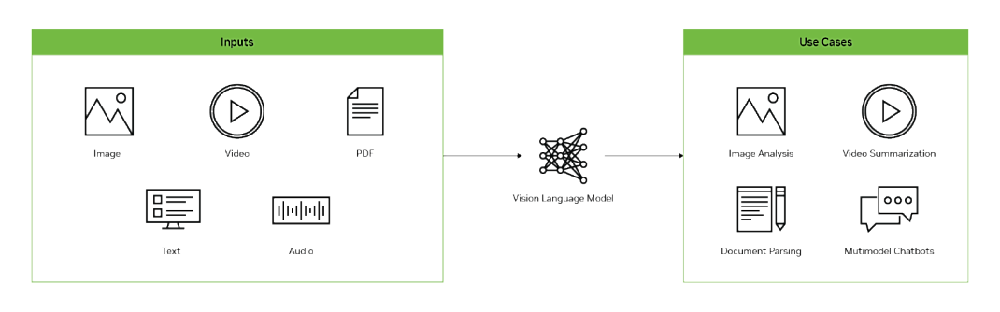 Inputs
Image
Video
PDF
Text
Audio
Vision Language Model
Use Cases
Image Analysis
Video Summarization
Document Parsing
Mutimodel Chatbots